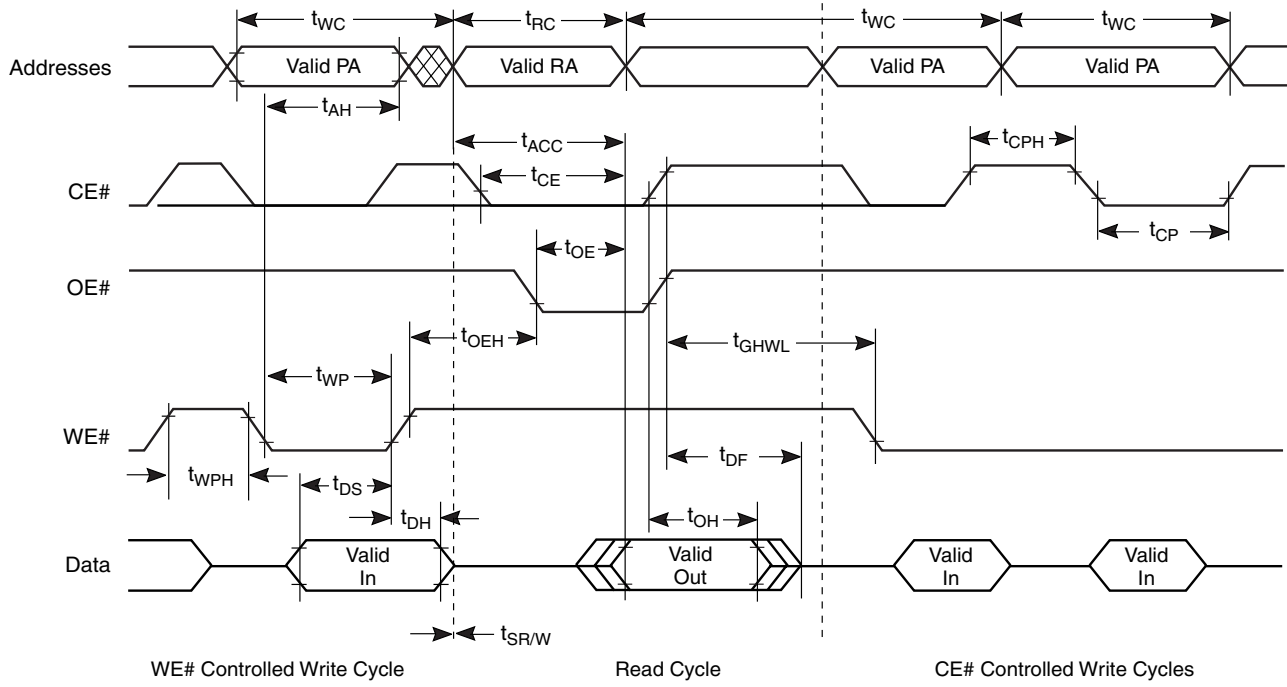 tWC tRC tWC tWC
Addresses Valid PA Valid RA Valid PA Valid PA
tAH
tACC
tCPH
CE# tCE
tCP
tOE
OE#
tOEH tGHWL
tWP
WE#
tDF
tWPH tDS
tDH tOH
Data Valid In Valid Out Valid In Valid In
tSR/W
WE# Controlled Write Cycle Read Cycle CE# Controlled Write Cycles